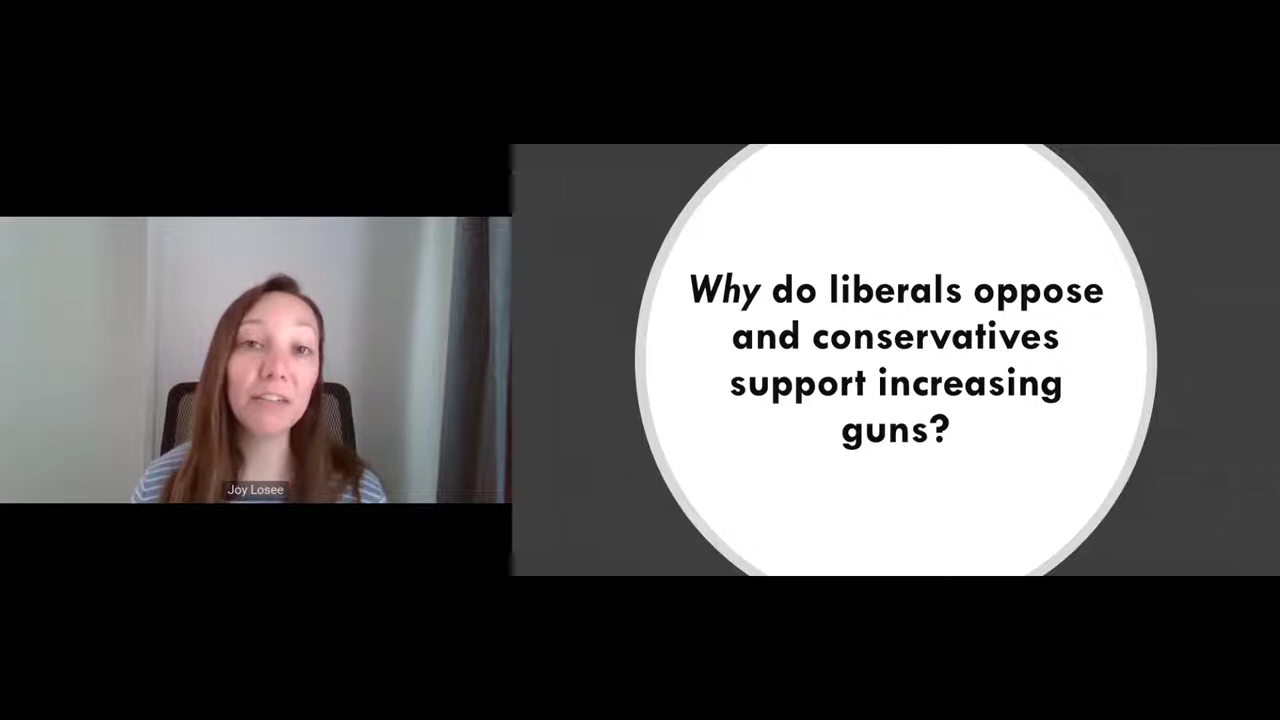 Joy Losee
Why do liberals oppose
and conservatives
support increasing
guns?